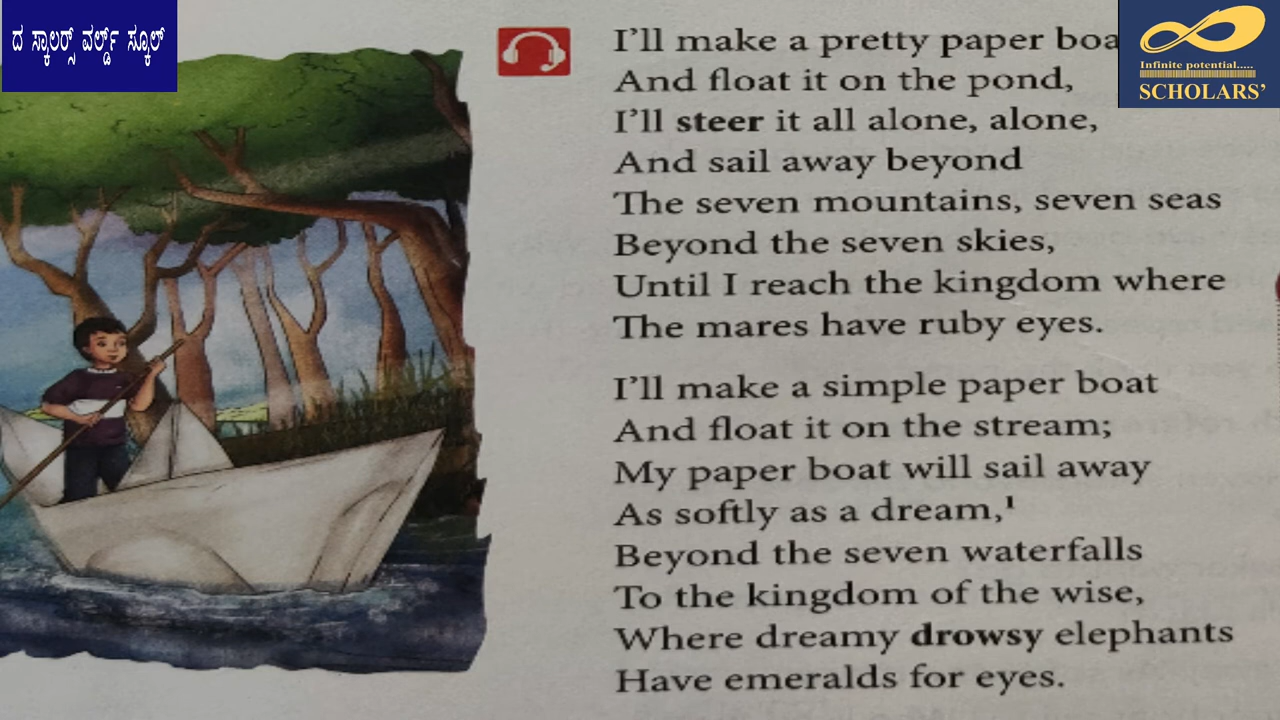 ದ ಸ್ಕಾಲರ್ಸ್ ವರ್ಲ್ಡ್ ಸ್ಕೂಲ್
Infinite potential.....
SCHOLARS'
I'll make a pretty paper boa
And float it on the pond,
I'll steer it all alone, alone,
And sail away beyond
The seven mountains, seven seas
Beyond the seven skies,
Until I reach the kingdom where
The mares have ruby eyes.
I'll make a simple paper boat
And float it on the stream;
My paper boat will sail away
As softly as a dream,¹
Beyond the seven waterfalls
To the kingdom of the wise,
Where dreamy drowsy elephants
Have emeralds for eyes.